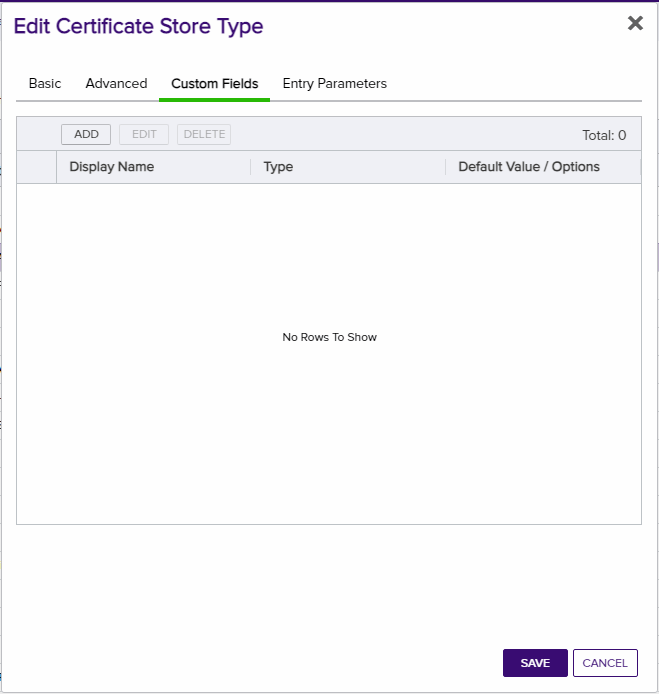 Edit Certificate Store Type
Basic Advanced Custom Fields Entry Parameters
ADD EDIT DELETE Total: 0
Display Name Type Default Value / Options
No Rows To Show
SAVE CANCEL